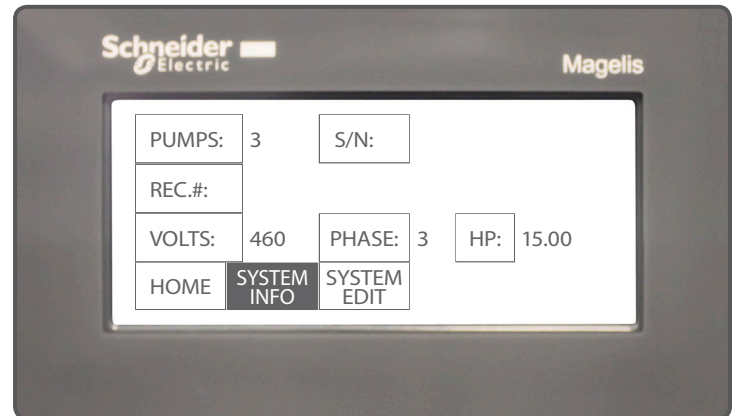 Schneider
Electric
Magelis
PUMPS: 3 S/N:
REC.#:
VOLTS: 460 PHASE: 3 HP: 15.00
HOME SYSTEM INFO SYSTEM EDIT